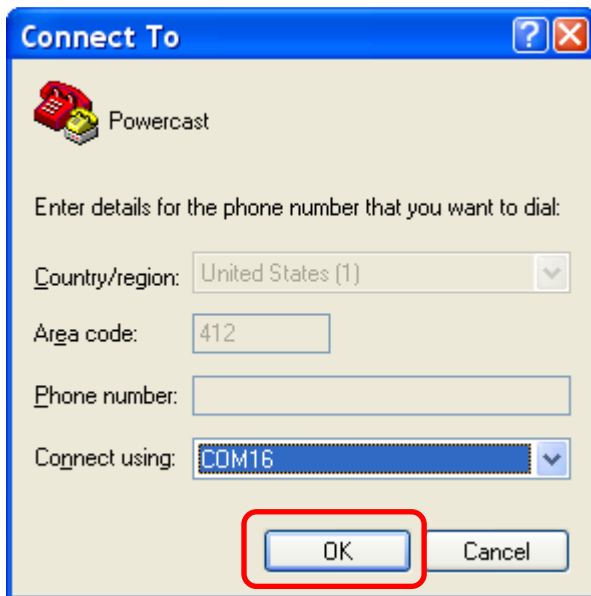 Connect To
Powercast
Enter details for the phone number that you want to dial:
Country/region: United States (1)
Area code: 412
Phone number:
Connect using: COM16
OK Cancel